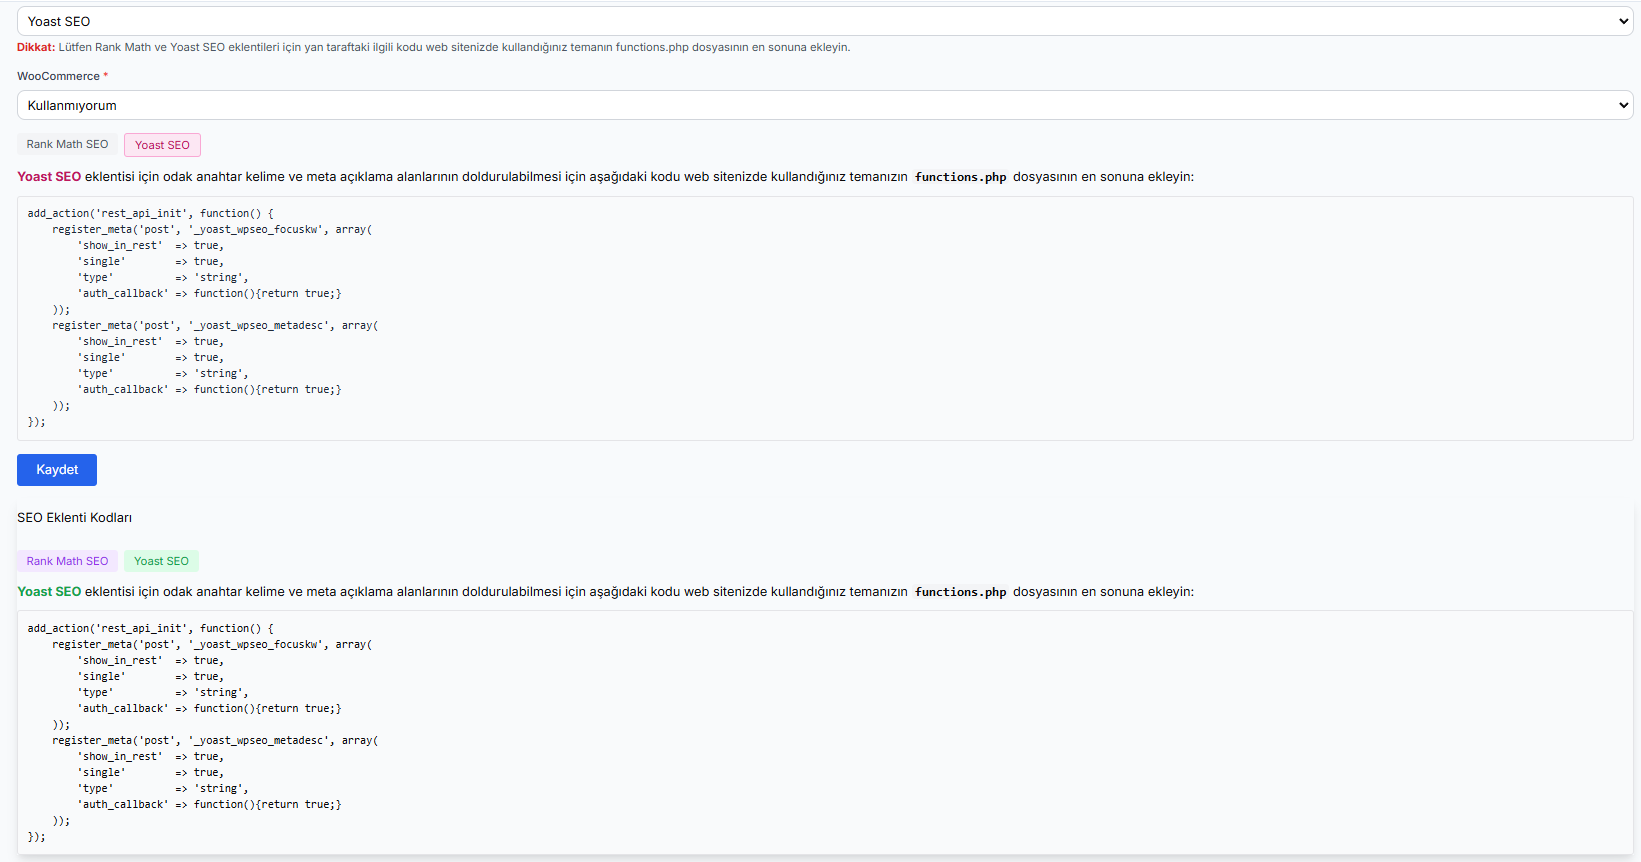 Yoast SEO
Dikkat: Lütfen Rank Math ve Yoast SEO eklentileri için yan taraftaki ilgili kodu web sitenizde kullandığınız temanın functions.php dosyasının en sonuna ekleyin.
WooCommerce *
Kullanmıyorum
Rank Math SEO Yoast SEO
Yoast SEO eklentisi için odak anahtar kelime ve meta açıklama alanlarının doldurulabilmesi için aşağıdaki kodu web sitenizde kullandığınız temanızın functions.php dosyasının en sonuna ekleyin:
add_action('rest_api_init', function() {
    register_meta('post', '_yoast_wpseo_focuskw', array(
        'show_in_rest'  => true,
        'single'        => true,
        'type'          => 'string',
        'auth_callback' => function(){return true;}
    ));
    register_meta('post', '_yoast_wpseo_metadesc', array(
        'show_in_rest'  => true,
        'single'        => true,
        'type'          => 'string',
        'auth_callback' => function(){return true;}
    ));
});
Kaydet
SEO Eklenti Kodları
Rank Math SEO Yoast SEO
Yoast SEO eklentisi için odak anahtar kelime ve meta açıklama alanlarının doldurulabilmesi için aşağıdaki kodu web sitenizde kullandığınız temanızın functions.php dosyasının en sonuna ekleyin:
add_action('rest_api_init', function() {
    register_meta('post', '_yoast_wpseo_focuskw', array(
        'show_in_rest'  => true,
        'single'        => true,
        'type'          => 'string',
        'auth_callback' => function(){return true;}
    ));
    register_meta('post', '_yoast_wpseo_metadesc', array(
        'show_in_rest'  => true,
        'single'        => true,
        'type'          => 'string',
        'auth_callback' => function(){return true;}
    ));
});